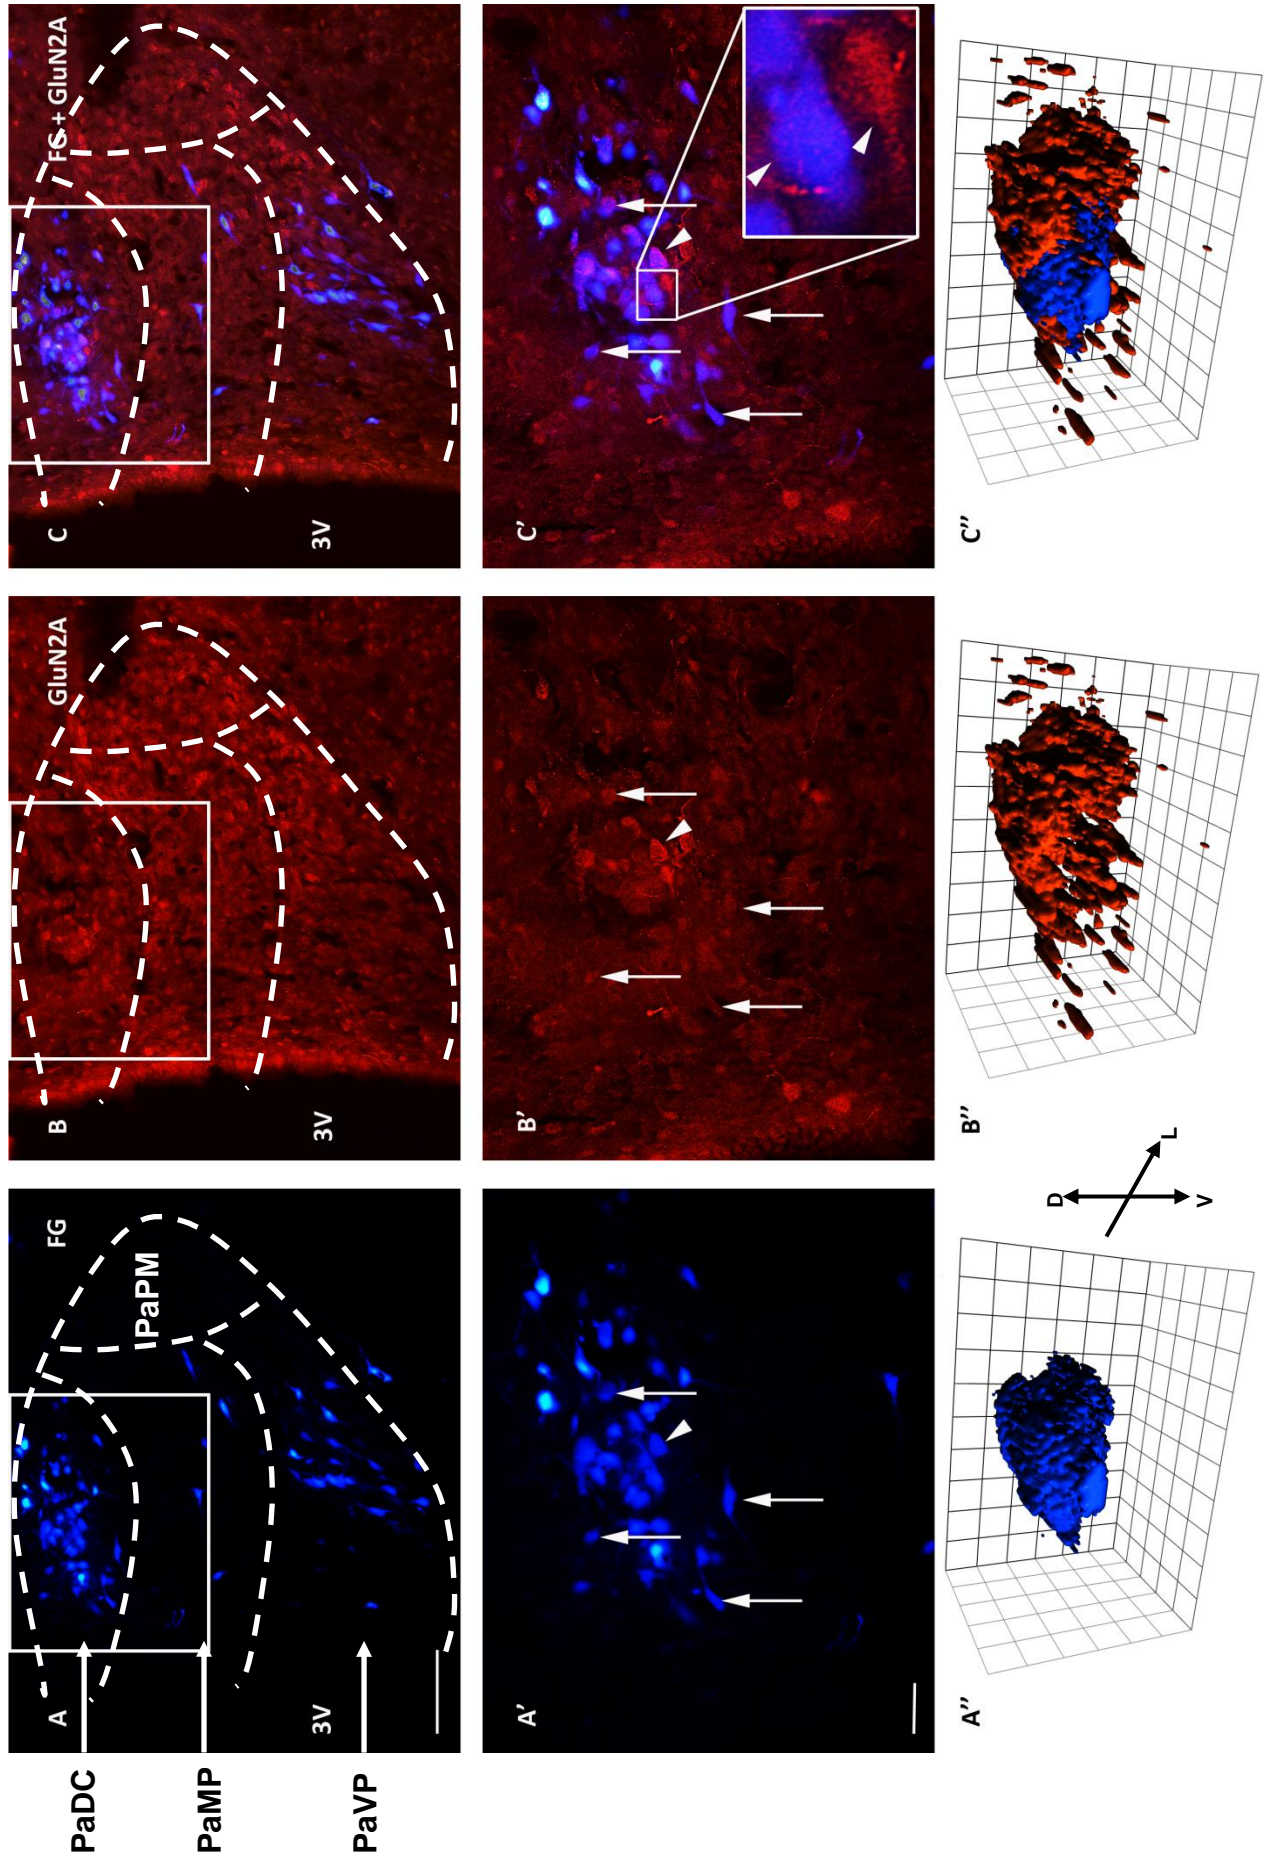 PaDC
PaMP
PaVP
A
FG
PaPM
3V
B
GluN2A
3V
C
FG + GluN2A
3V
A’
B’
C’
A’’
D
V
L
B’’
C’’